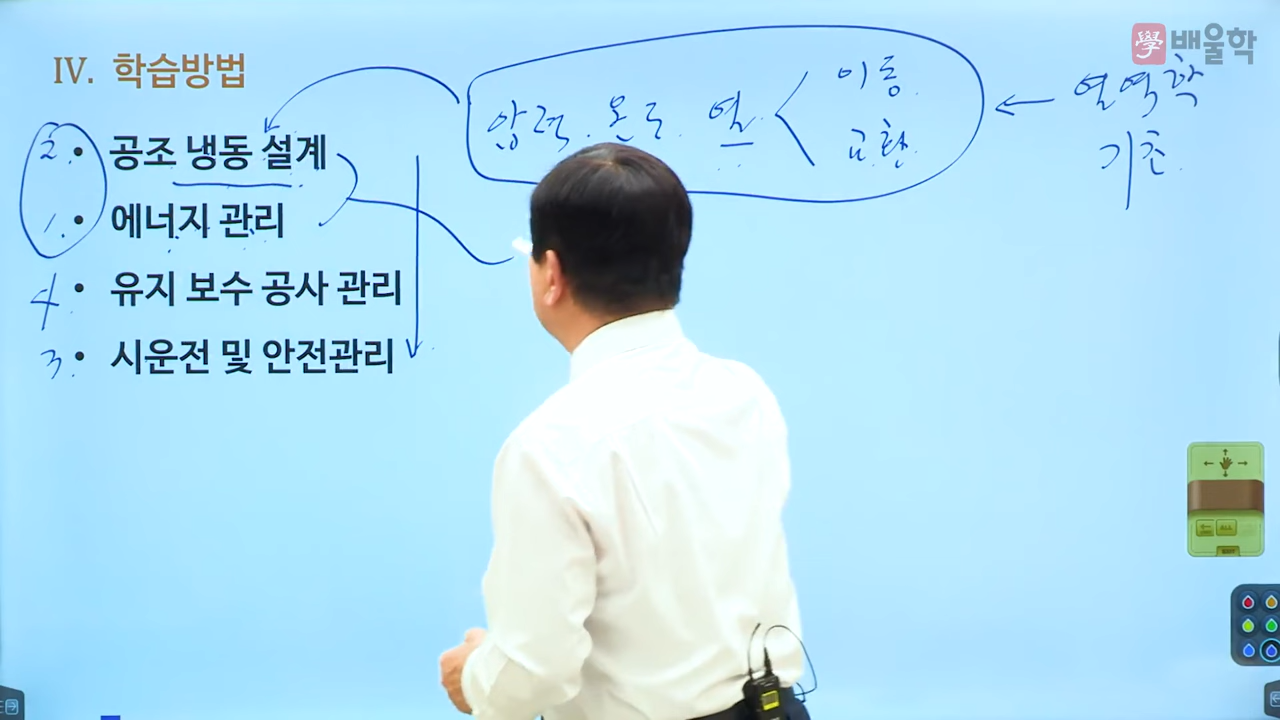 學 배울학
IV. 학습방법
2. • 공조 냉동 설계
1. • 에너지 관리
4 • 유지 보수 공사 관리
3. • 시운전 및 안전관리
압력. 온도. 열.
이동.
교환.
열역학
기초.
ALL